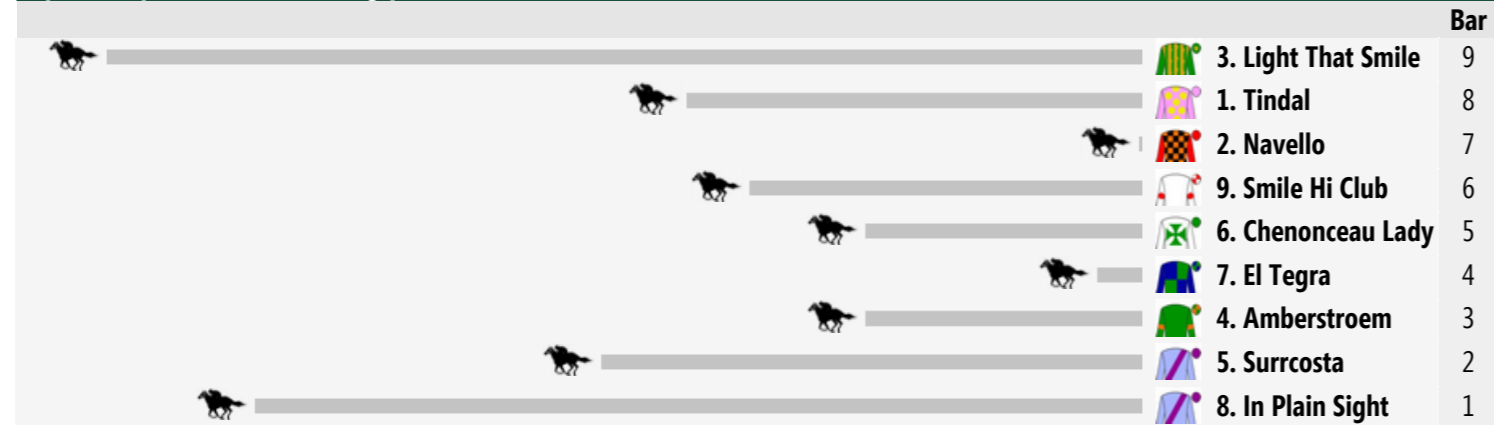 Bar
3. Light That Smile 9
1. Tindal 8
2. Navello 7
9. Smile Hi Club 6
6. Chenonceau Lady 5
7. El Tegra 4
4. Amberstroem 3
5. Surrcosta 2
8. In Plain Sight 1